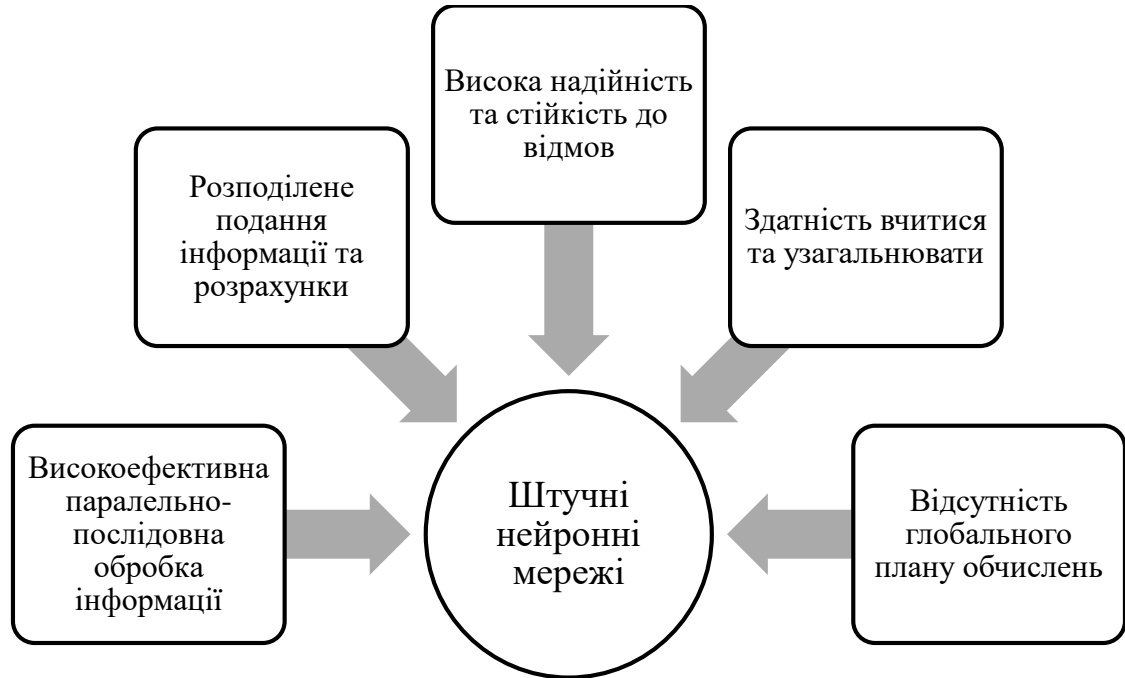 Висока надійність
та стійкість до
відмов
Розподілене
подання
інформації та
розрахунки
Здатність вчитися
та узагальнювати
Високоефективна
паралельно-
послідовна
обробка
інформації
Штучні
нейронні
мережі
Відсутність
глобального
плану обчислень